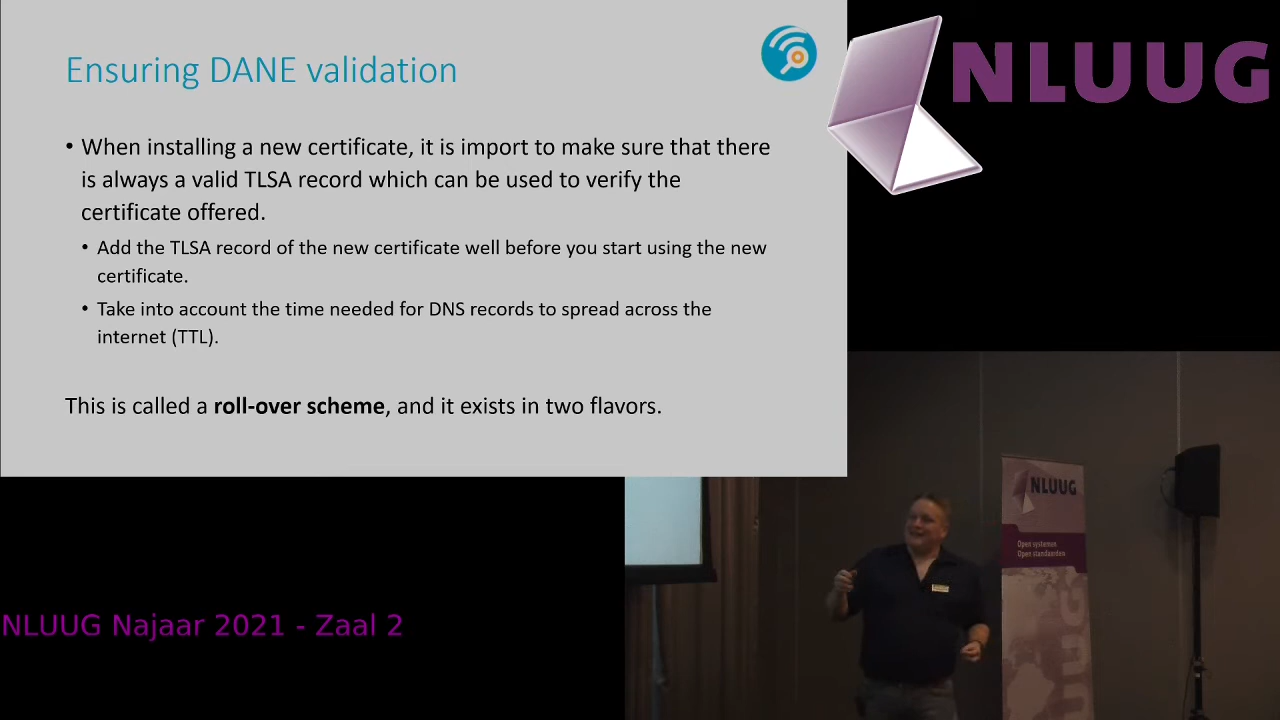 Ensuring DANE validation
NLUUG
• When installing a new certificate, it is import to make sure that there
is always a valid TLSA record which can be used to verify the
certificate offered.
• Add the TLSA record of the new certificate well before you start using the new
certificate.
• Take into account the time needed for DNS records to spread across the
internet (TTL).
This is called a roll-over scheme, and it exists in two flavors.
NLUUG
Open systemen
Open standaarden
NLUUG Najaar 2021 - Zaal 2